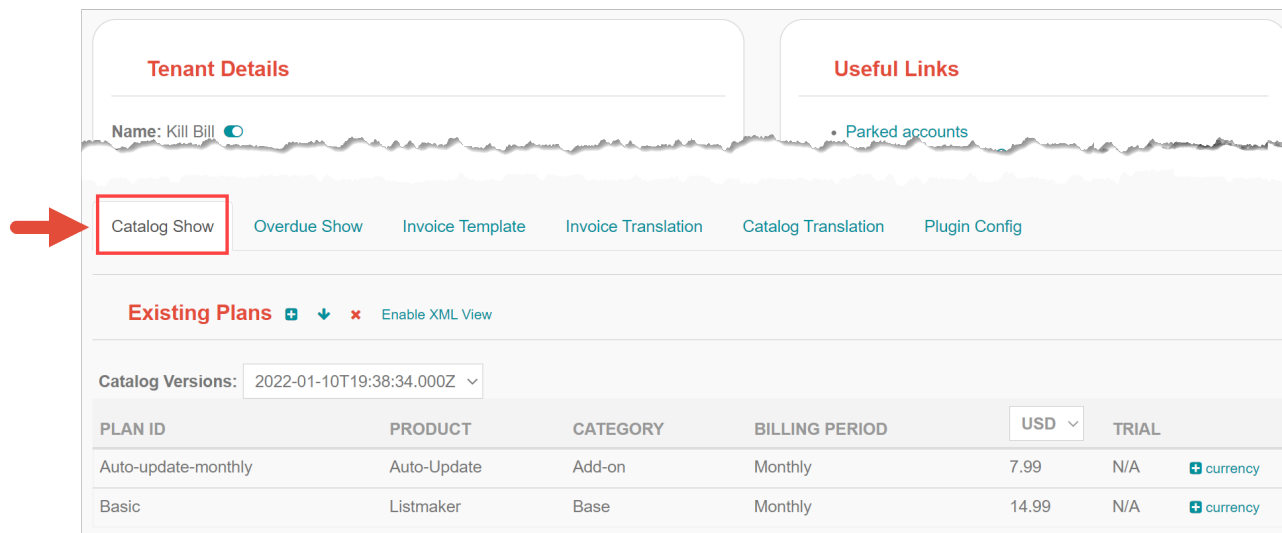 Tenant Details
Useful Links
Name: Kill Bill
• Parked accounts
Catalog Show Overdue Show Invoice Template Invoice Translation Catalog Translation Plugin Config
Existing Plans Enable XML View
Catalog Versions: 2022-01-10T19:38:34.000Z
PLAN ID PRODUCT CATEGORY BILLING PERIOD USD TRIAL
Auto-update-monthly Auto-Update Add-on Monthly 7.99 N/A currency
Basic Listmaker Base Monthly 14.99 N/A currency